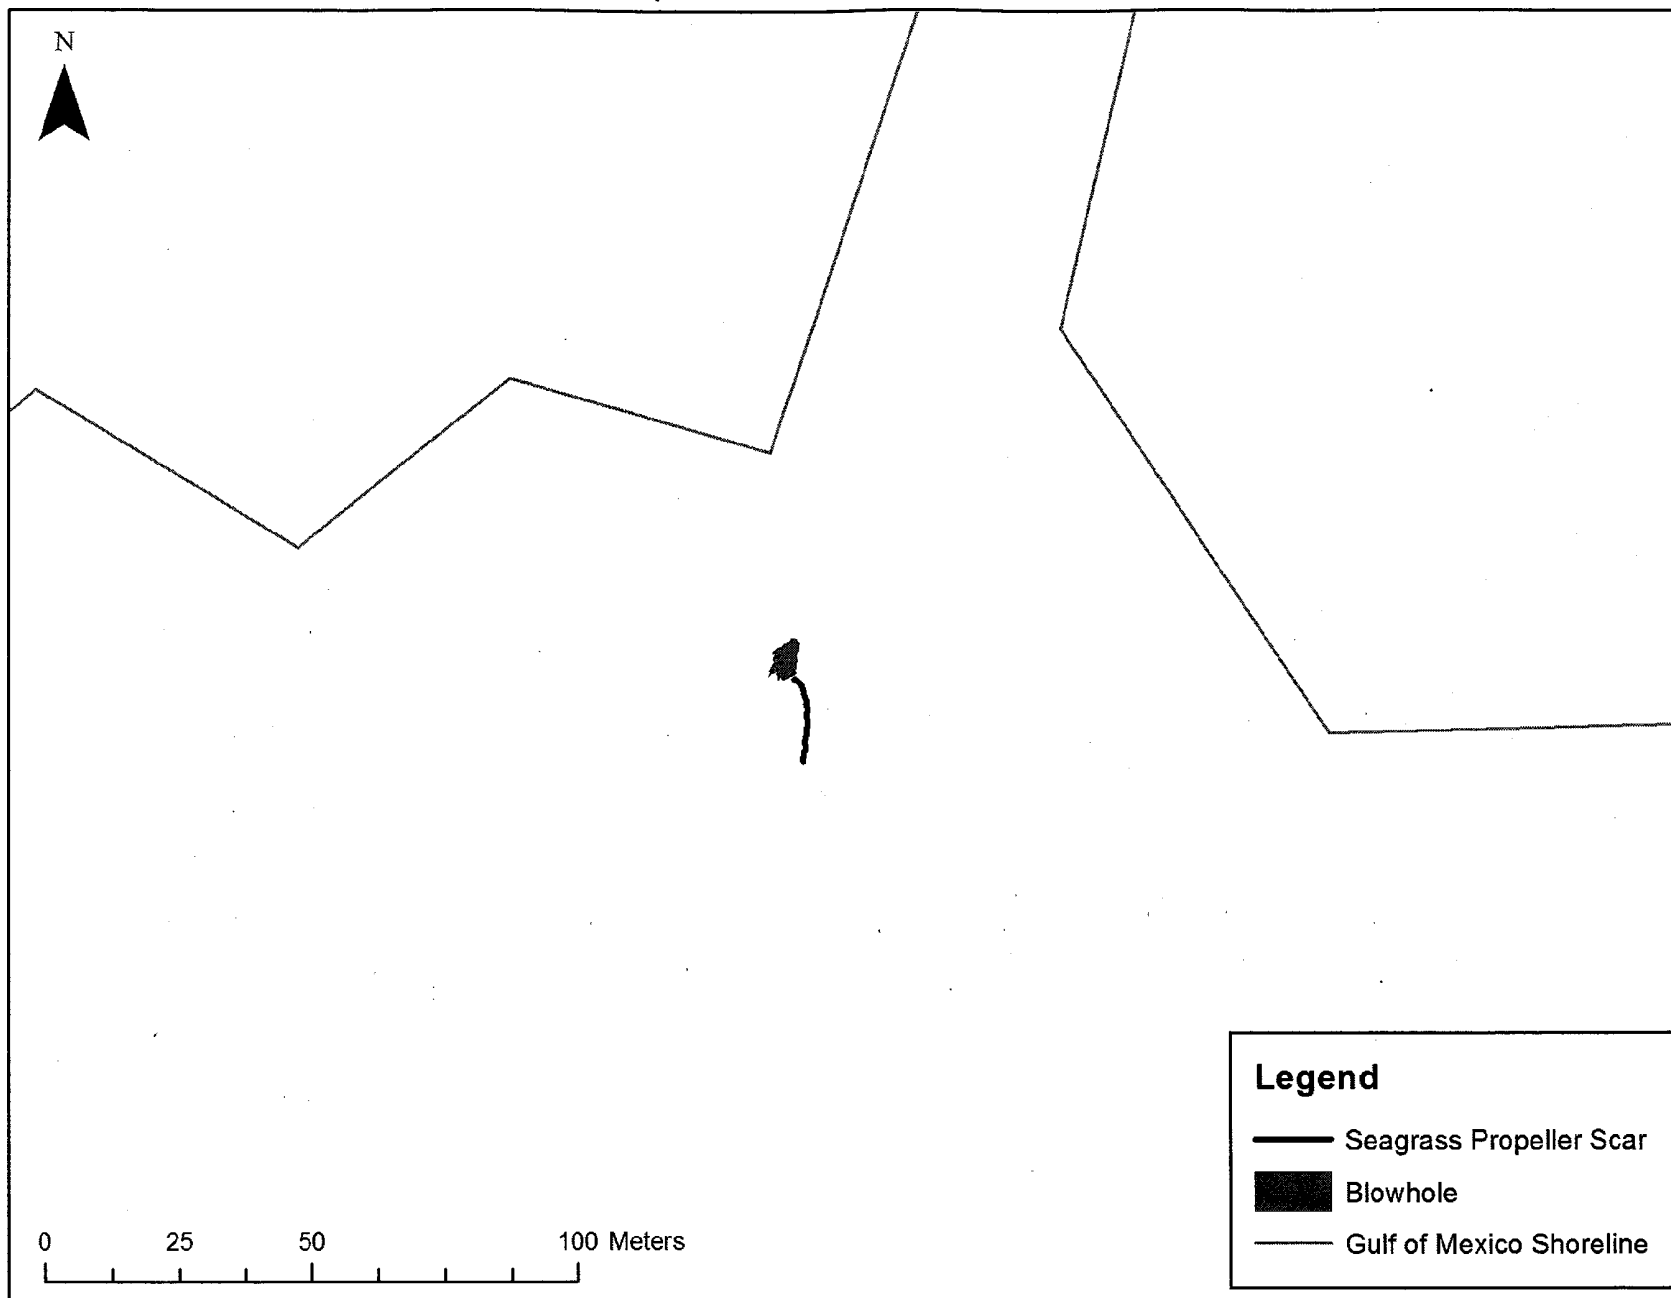 N
Legend
Seagrass Propeller Scar
Blowhole
Gulf of Mexico Shoreline
0 25 50 100 Meters